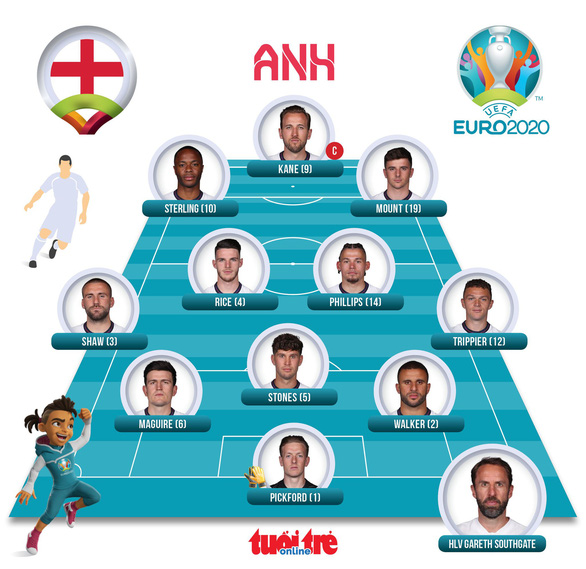 ANH
UEFA
EURO2020
TM
C
KANE (9)
STERLING (10)
MOUNT (19)
RICE (4)
PHILLIPS (14)
SHAW (3)
TRIPPIER (12)
STONES (5)
MAGUIRE (6)
WALKER (2)
PICKFORD (1)
HLV GARETH SOUTHGATE
tuổi trẻ
online